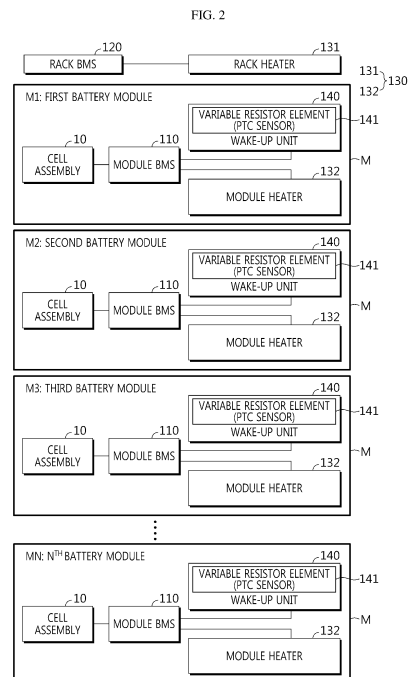 FIG. 2
120
131
RACK BMS
RACK HEATER
131
132
130
M1: FIRST BATTERY MODULE
140
VARIABLE RESISTOR ELEMENT
(PTC SENSOR)
141
WAKE-UP UNIT
10
110
CELL
ASSEMBLY
MODULE BMS
M
132
MODULE HEATER
M2: SECOND BATTERY MODULE
140
VARIABLE RESISTOR ELEMENT
(PTC SENSOR)
141
WAKE-UP UNIT
10
110
CELL
ASSEMBLY
MODULE BMS
M
132
MODULE HEATER
M3: THIRD BATTERY MODULE
140
VARIABLE RESISTOR ELEMENT
(PTC SENSOR)
141
WAKE-UP UNIT
10
110
CELL
ASSEMBLY
MODULE BMS
M
132
MODULE HEATER
MN: NTH BATTERY MODULE
140
VARIABLE RESISTOR ELEMENT
(PTC SENSOR)
141
WAKE-UP UNIT
10
110
CELL
ASSEMBLY
MODULE BMS
M
132
MODULE HEATER